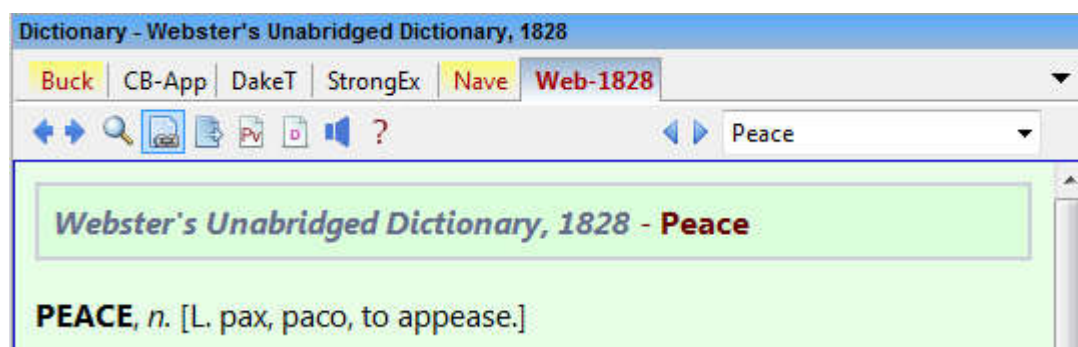 Dictionary - Webster's Unabridged Dictionary, 1828
Buck CB-App DakeT StrongEx Nave Web-1828
Pv D ? Peace
Webster's Unabridged Dictionary, 1828 - Peace
PEACE, n. [L. pax, paco, to appease.]